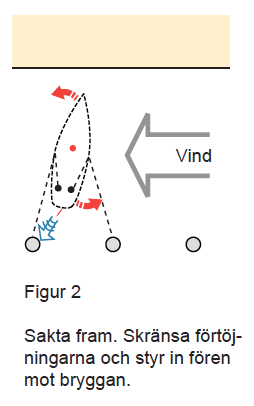 Vind
Figur 2
Sakta fram. Skränsa förtöj-
ningarna och styr in fören
mot bryggan.